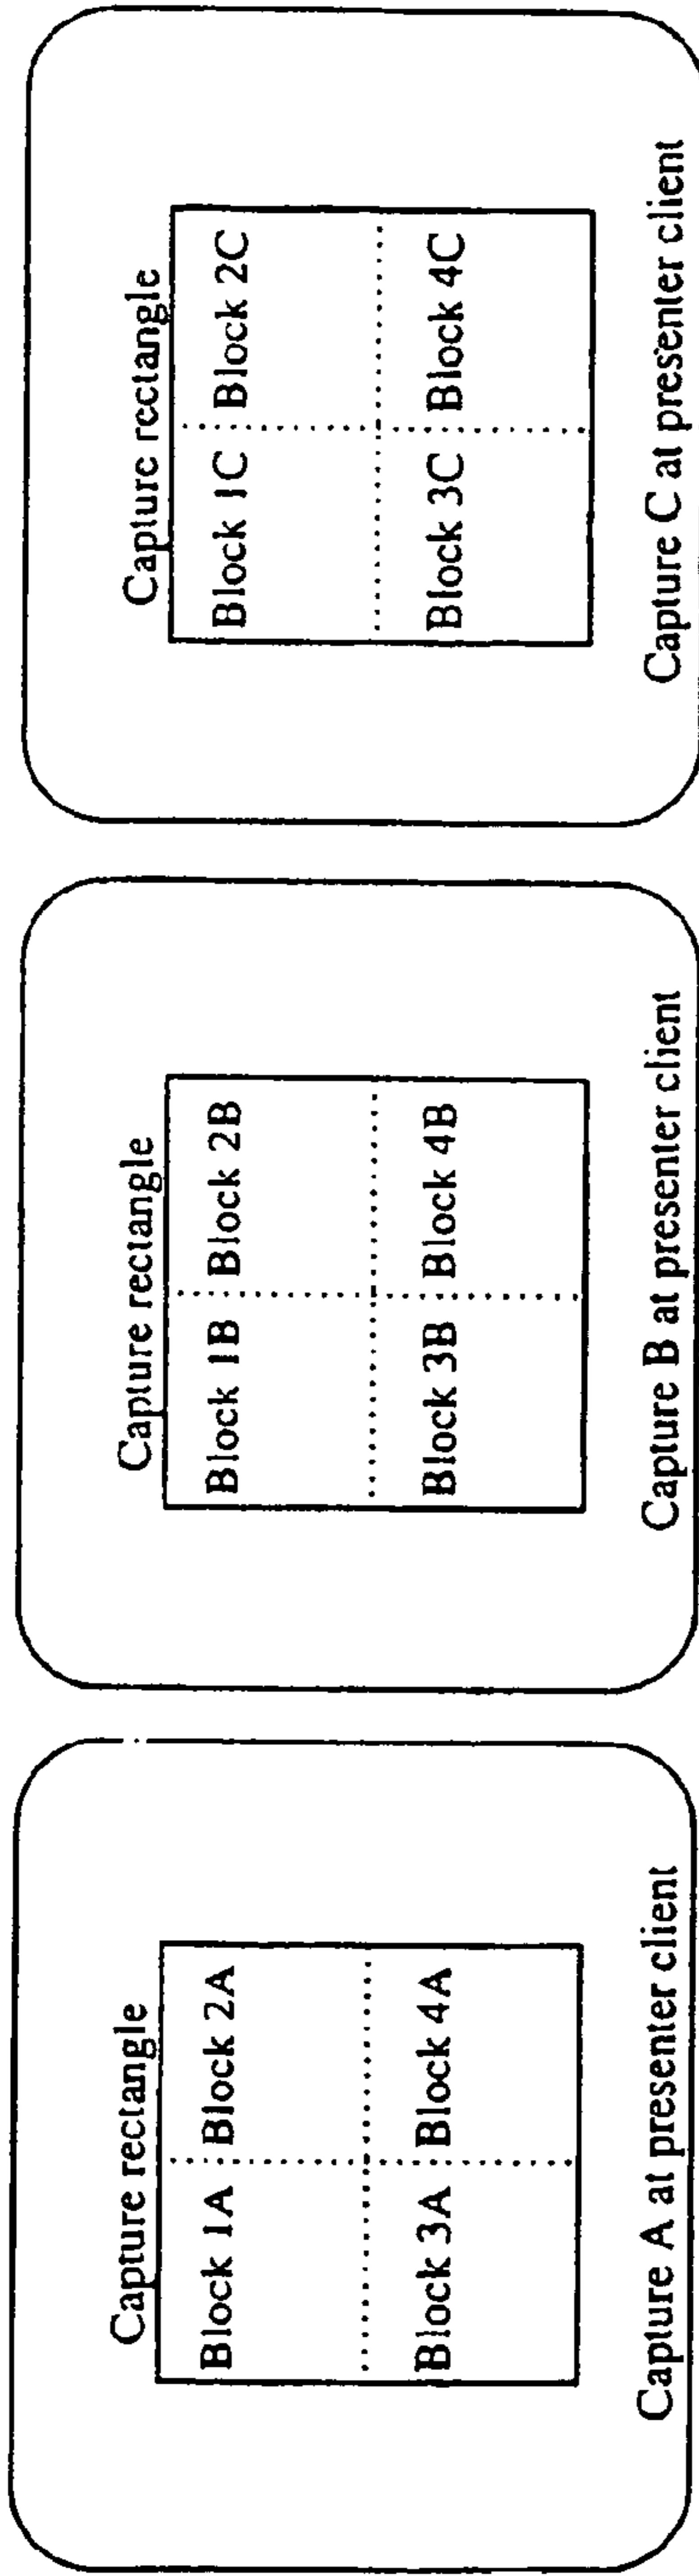 Capture rectangle
Block 1A Block 2A
Block 3A Block 4A
Capture A at presenter client
Capture rectangle
Block 1B Block 2B
Block 3B Block 4B
Capture B at presenter client
Capture rectangle
Block 1C Block 2C
Block 3C Block 4C
Capture C at presenter client